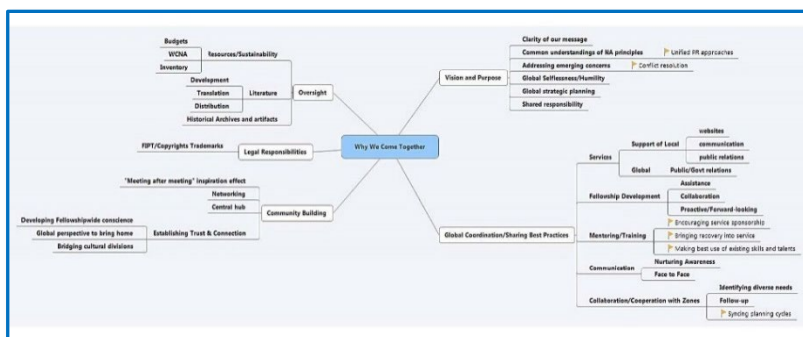 Budgets
WCNA
Inventory
Resources/Sustainability
Development
Translation
Distribution
Literature
Historical Archives and artifacts
Oversight
FIPT/Copyrights Trademarks
Legal Responsibilities
"Meeting after meeting" inspiration effect
Networking
Central hub
Developing Fellowshipwide conscience
Global perspective to bring home
Bridging cultural divisions
Establishing Trust & Connection
Community Building
Why We Come Together
Vision and Purpose
Clarity of our message
Common understandings of NA principles
Unified PR approaches
Addressing emerging concerns
Conflict resolution
Global Selflessness/Humility
Global strategic planning
Shared responsibility
Global Coordination/Sharing Best Practices
Services
Support of Local
websites
communication
public relations
Global
Public/Govt relations
Fellowship Development
Assistance
Collaboration
Proactive/Forward-looking
Mentoring/Training
Encouraging service sponsorship
Bringing recovery into service
Making best use of existing skills and talents
Communication
Nurturing Awareness
Face to Face
Collaboration/Cooperation with Zones
Identifying diverse needs
Follow-up
Syncing planning cycles